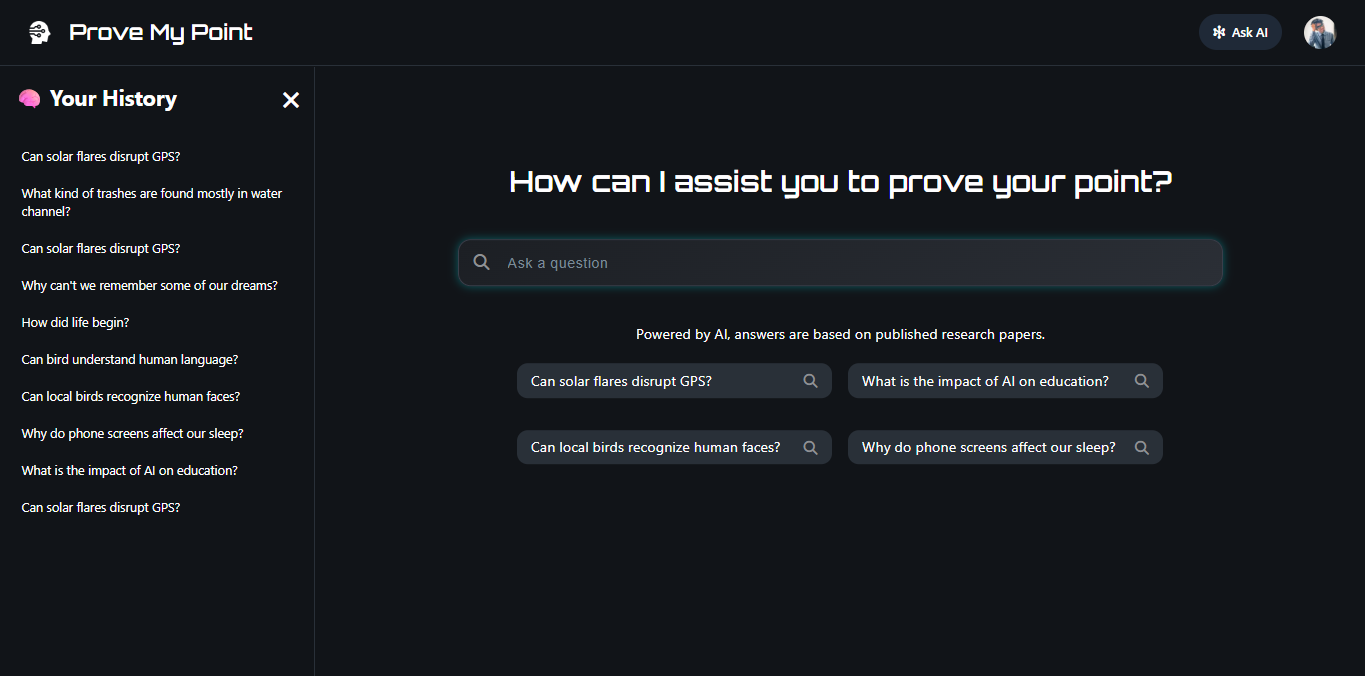 Prove My Point
Ask AI
Your History
Can solar flares disrupt GPS?
What kind of trashes are found mostly in water
channel?
Can solar flares disrupt GPS?
Why can't we remember some of our dreams?
How did life begin?
Can bird understand human language?
Can local birds recognize human faces?
Why do phone screens affect our sleep?
What is the impact of AI on education?
Can solar flares disrupt GPS?
How can I assist you to prove your point?
Ask a question
Powered by AI, answers are based on published research papers.
Can solar flares disrupt GPS?
What is the impact of AI on education?
Can local birds recognize human faces?
Why do phone screens affect our sleep?